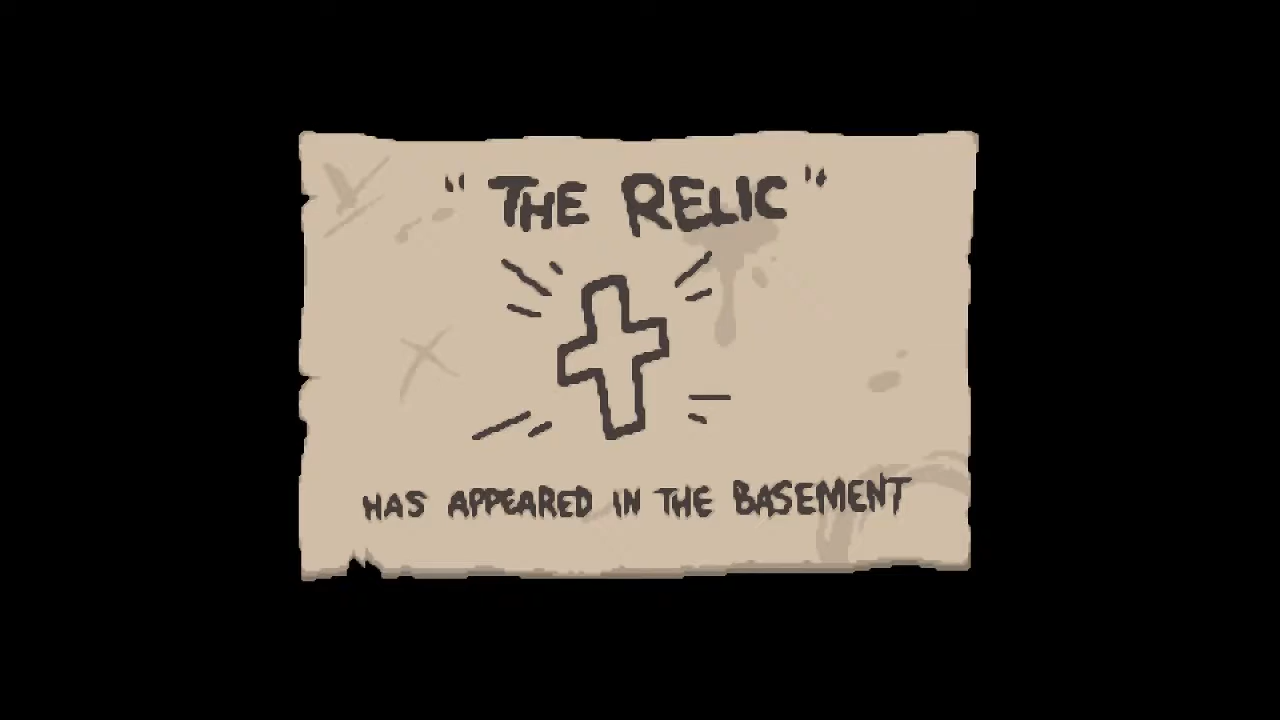 "THE RELIC"
HAS APPEARED IN THE BASEMENT